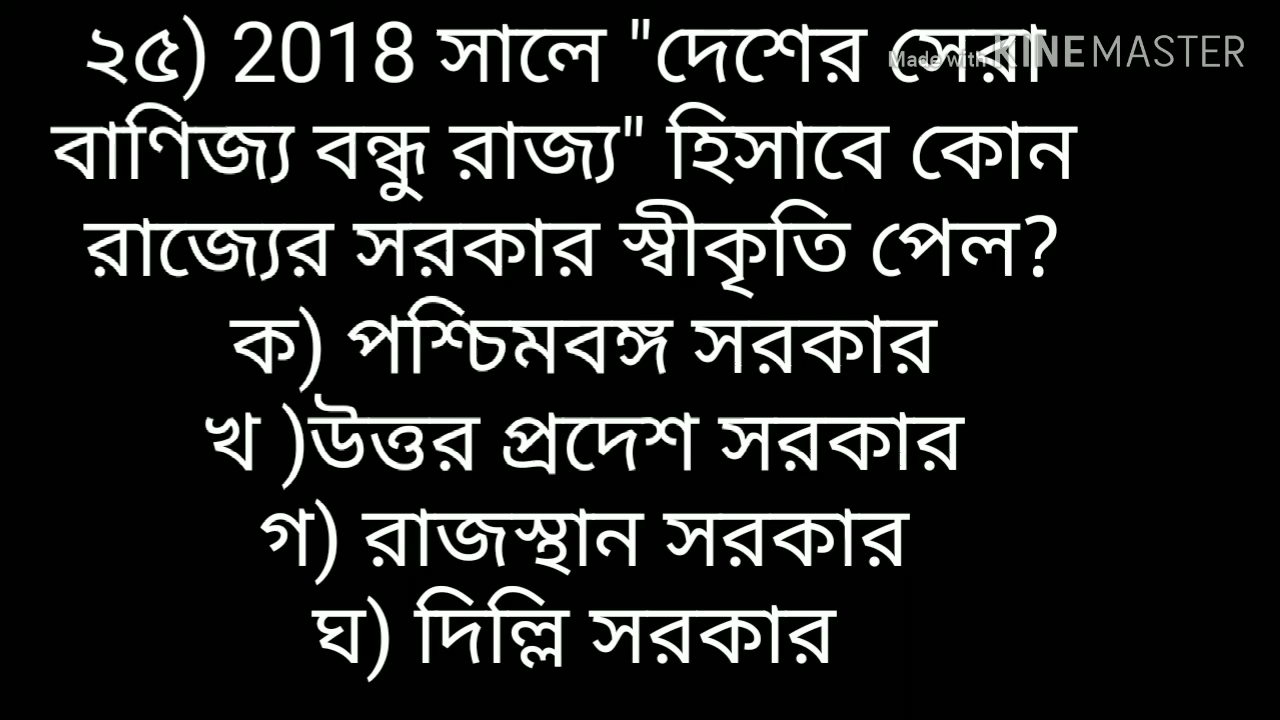 ২৫) 2018 সালে "দেশের সেরা
Made with KINEMASTER
বাণিজ্য বন্ধু রাজ্য" হিসাবে কোন
রাজ্যের সরকার স্বীকৃতি পেল?
ক) পশ্চিমবঙ্গ সরকার
খ )উত্তর প্রদেশ সরকার
গ) রাজস্থান সরকার
ঘ) দিল্লি সরকার